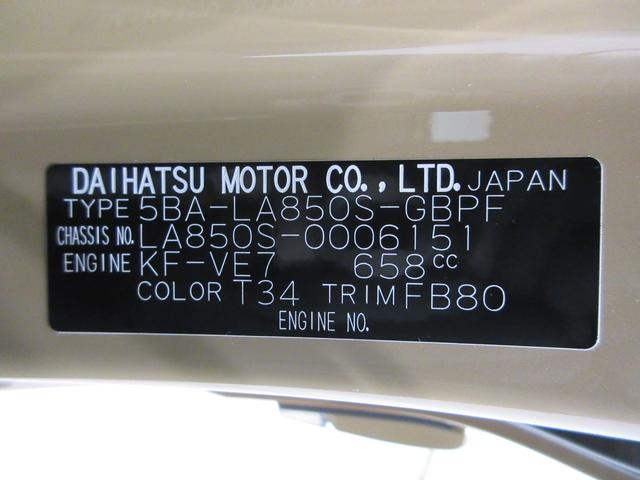 DAIHATSU MOTOR CO., LTD. JAPAN
TYPE 5BA-LA850S-GBPF
CHASSIS NO. LA850S-0006151
ENGINE KF-VE7 658cc
COLOR T34 TRIM FB80
ENGINE NO.